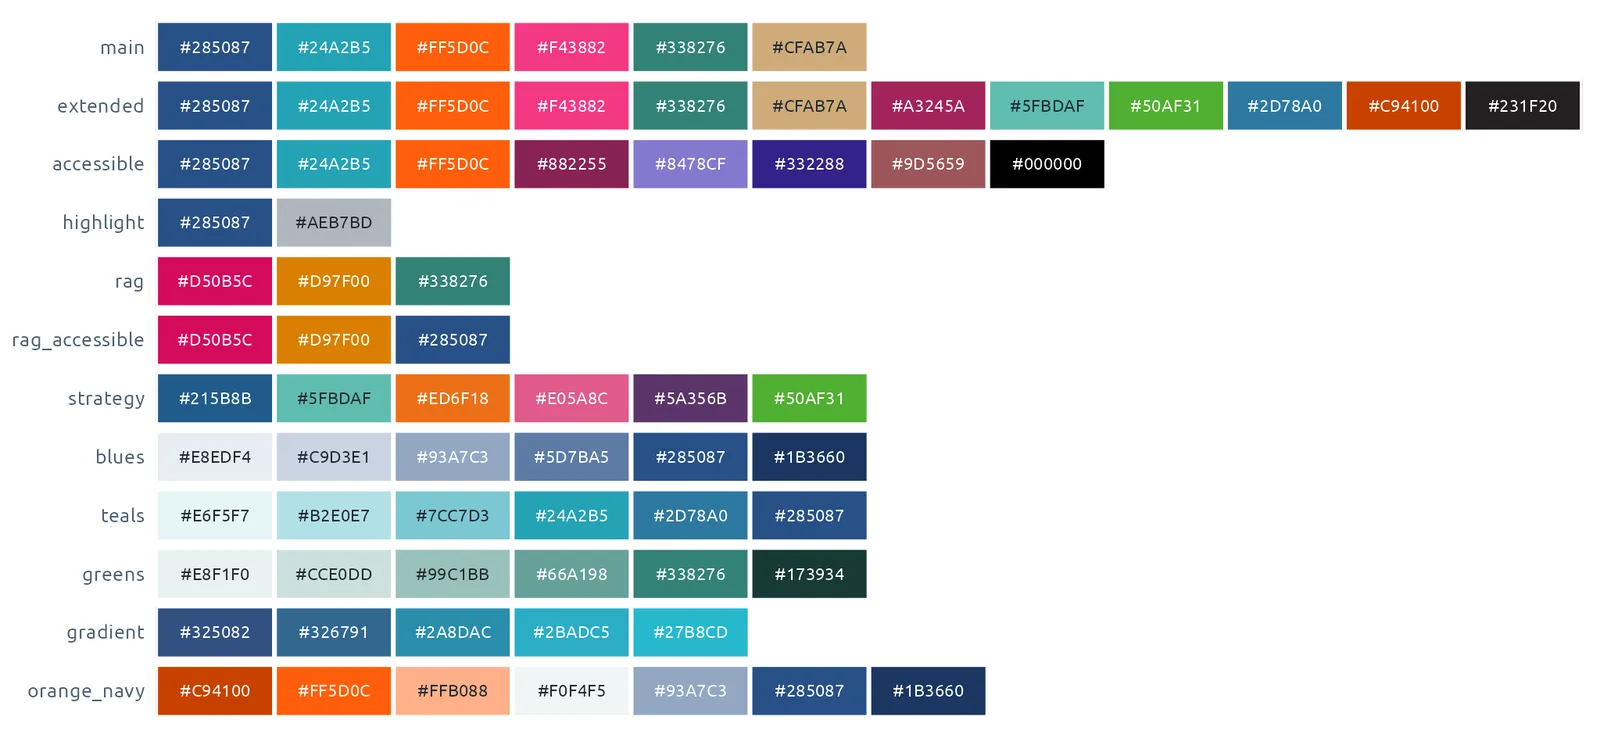 main #285087 #24A2B5 #FF5D0C #F43882 #338276 #CFAB7A
extended #285087 #24A2B5 #FF5D0C #F43882 #338276 #CFAB7A #A3245A #5FBDAF #50AF31 #2D78A0 #C94100 #231F20
accessible #285087 #24A2B5 #FF5D0C #882255 #8478CF #332288 #9D5659 #000000
highlight #285087 #AEB7BD
rag #D50B5C #D97F00 #338276
rag_accessible #D50B5C #D97F00 #285087
strategy #215B8B #5FBDAF #ED6F18 #E05A8C #5A356B #50AF31
blues #E8EDF4 #C9D3E1 #93A7C3 #5D7BA5 #285087 #1B3660
teals #E6F5F7 #B2E0E7 #7CC7D3 #24A2B5 #2D78A0 #285087
greens #E8F1F0 #CCE0DD #99C1BB #66A198 #338276 #173934
gradient #325082 #326791 #2A8DAC #2BADC5 #27B8CD
orange_navy #C94100 #FF5D0C #FFB088 #F0F4F5 #93A7C3 #285087 #1B3660